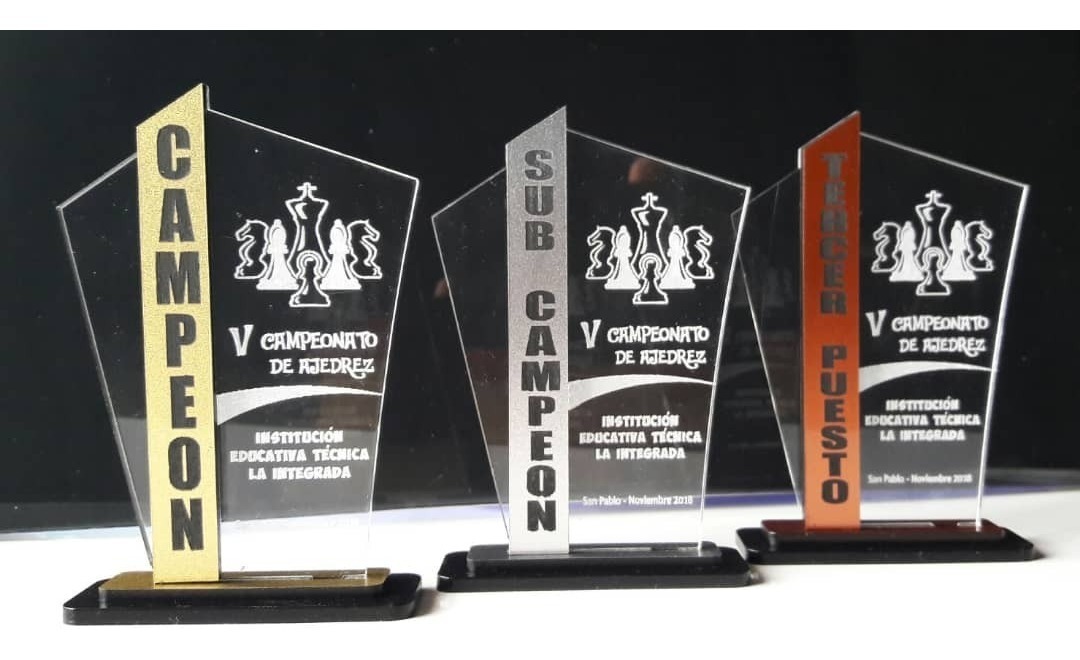 CAMPEON
V CAMPEONATO
DE AJEDREZ
INSTITUCIÓN
EDUCATIVA TÉCNICA
LA INTEGRADA
SUB CAMPEON
V CAMPEONATO
DE AJEDREZ
INSTITUCIÓN
EDUCATIVA TÉCNICA
LA INTEGRADA
San Pablo - Noviembre 2018
TERCER PUESTO
V CAMPEONATO
DE AJEDREZ
INSTITUCIÓN
EDUCATIVA TÉCNICA
LA INTEGRADA
San Pablo - Noviembre 2018